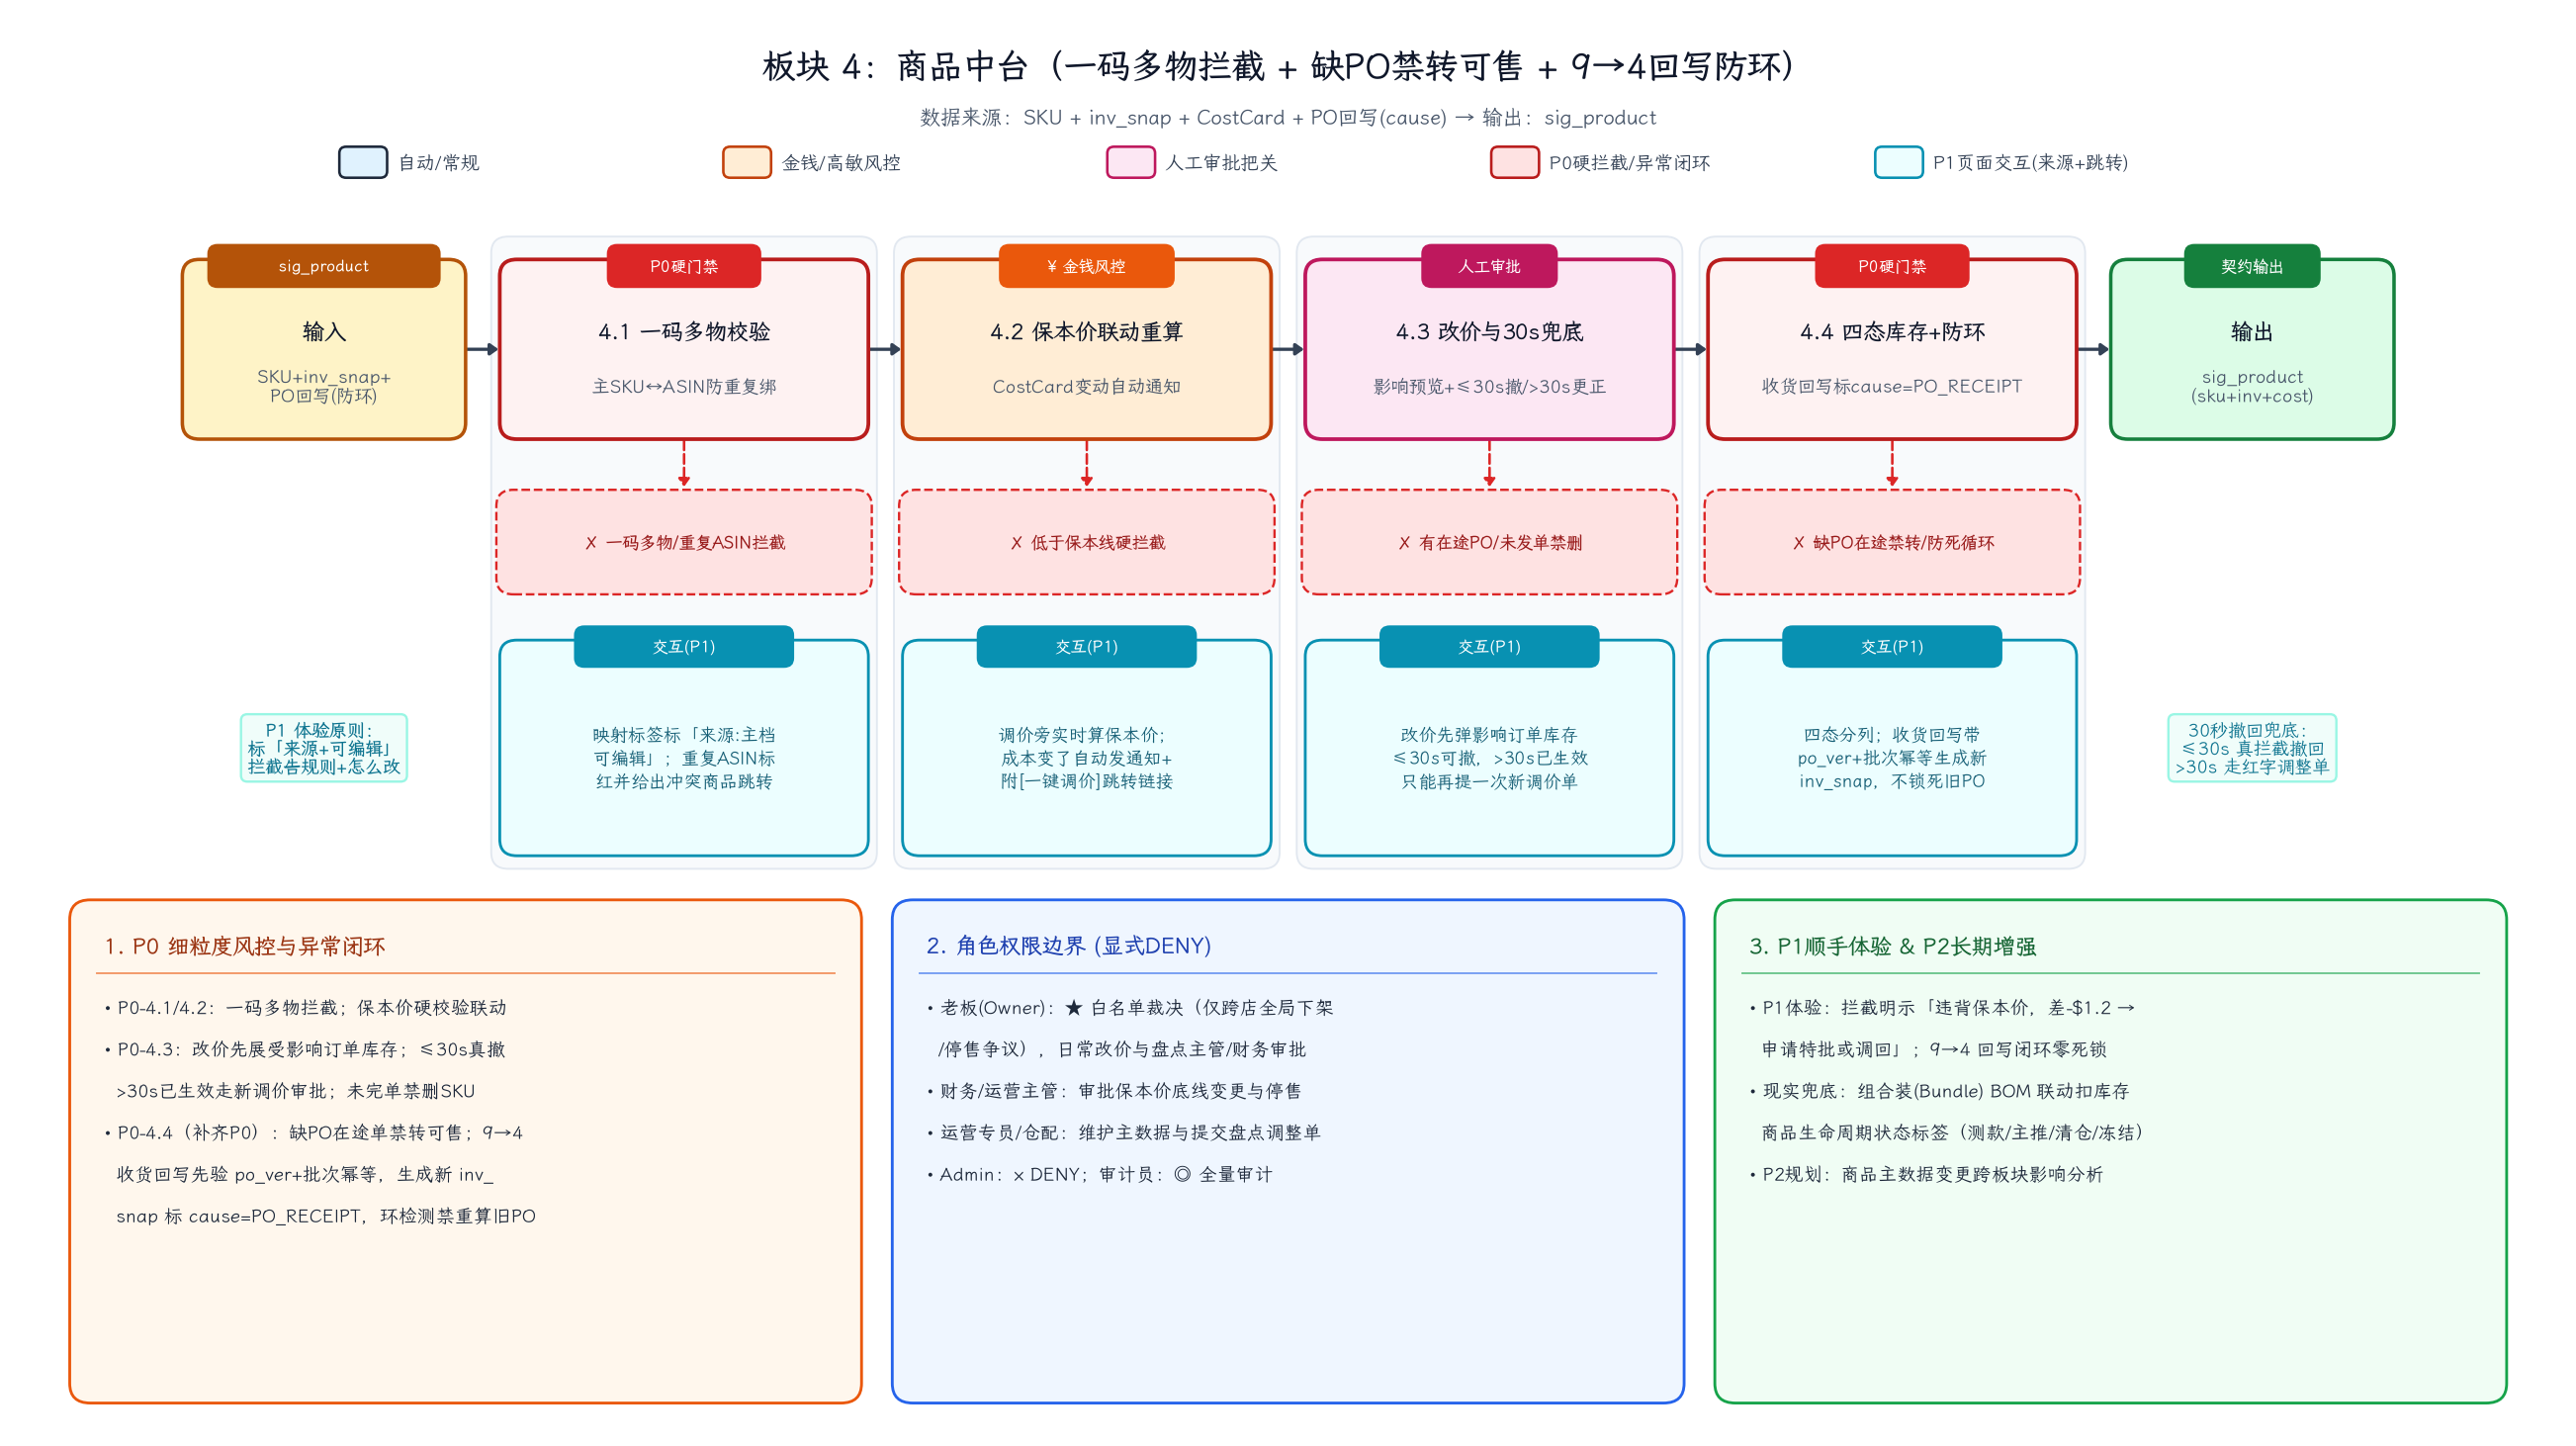 板块 4：商品中台（一码多物拦截 + 缺PO禁转可售 + 9→4回写防环）
数据来源：SKU + inv_snap + CostCard + PO回写(cause) → 输出：sig_product
自动/常规
金钱/高敏风控
人工审批把关
P0硬拦截/异常闭环
P1页面交互(来源+跳转)
sig_product
输入
SKU+inv_snap+
PO回写(防环)
P0硬门禁
4.1 一码多物校验
主SKU↔ASIN防重复绑
¥ 金钱风控
4.2 保本价联动重算
CostCard变动自动通知
人工审批
4.3 改价与30s兜底
影响预览+≤30s撤/>30s更正
P0硬门禁
4.4 四态库存+防环
收货回写标cause=PO_RECEIPT
契约输出
输出
sig_product
(sku+inv+cost)
X 一码多物/重复ASIN拦截
X 低于保本线硬拦截
X 有在途PO/未发单禁删
X 缺PO在途禁转/防死循环
P1 体验原则：
标「来源+可编辑」
拦截告规则+怎么改
交互(P1)
映射标签标「来源:主档
可编辑」；重复ASIN标
红并给出冲突商品跳转
交互(P1)
调价旁实时算保本价；
成本变了自动发通知+
附[一键调价]跳转链接
交互(P1)
改价先弹影响订单库存
≤30s可撤，>30s已生效
只能再提一次新调价单
交互(P1)
四态分列；收货回写带
po_ver+批次幂等生成新
inv_snap，不锁死旧PO
30秒撤回兜底：
≤30s 真拦截撤回
>30s 走红字调整单
1. P0 细粒度风控与异常闭环
• P0-4.1/4.2：一码多物拦截；保本价硬校验联动
• P0-4.3：改价先展受影响订单库存；≤30s真撤
>30s已生效走新调价审批；未完单禁删SKU
• P0-4.4（补齐P0）：缺PO在途单禁转可售；9→4
收货回写先验 po_ver+批次幂等，生成新 inv_
snap 标 cause=PO_RECEIPT，环检测禁重算旧PO
2. 角色权限边界 (显式DENY)
• 老板(Owner)：★ 白名单裁决（仅跨店全局下架
/停售争议），日常改价与盘点主管/财务审批
• 财务/运营主管：审批保本价底线变更与停售
• 运营专员/仓配：维护主数据与提交盘点调整单
• Admin：× DENY；审计员：◎ 全量审计
3. P1顺手体验 & P2长期增强
• P1体验：拦截明示「违背保本价，差-$1.2 →
申请特批或调回」；9→4 回写闭环零死锁
• 现实兜底：组合装(Bundle) BOM 联动扣库存
商品生命周期状态标签（测款/主推/清仓/冻结）
• P2规划：商品主数据变更跨板块影响分析